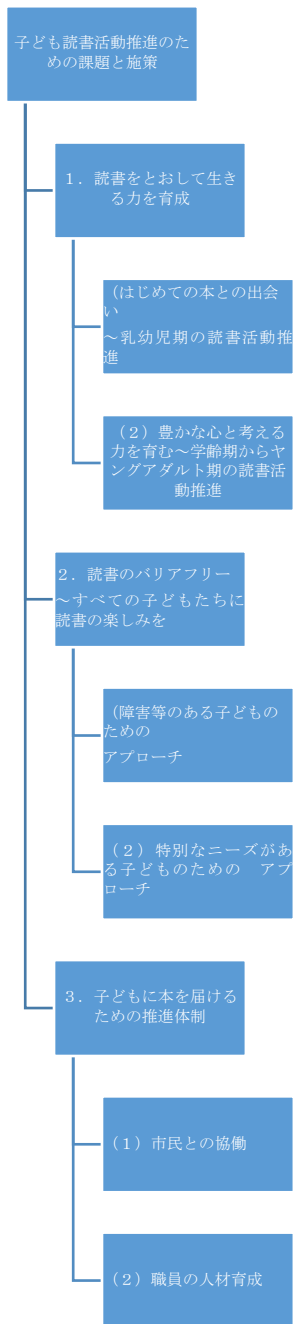 子ども読書活動推進のた
めの課題と施策
１．読書をとおして生き
る力を育成
（はじめての本との出会
い
～乳幼児期の読書活動推
進
（２）豊かな心と考える
力を育む～学齢期からヤ
ングアダルト期の読書活
動推進
２．読書のバリアフリー
～すべての子どもたちに
読書の楽しみを
（障害等のある子どもの
ための
アプローチ
（２）特別なニーズがあ
る子どものための　アプ
ローチ
３．子どもに本を届ける
ための推進体制
（１）市民との協働
（２）職員の人材育成